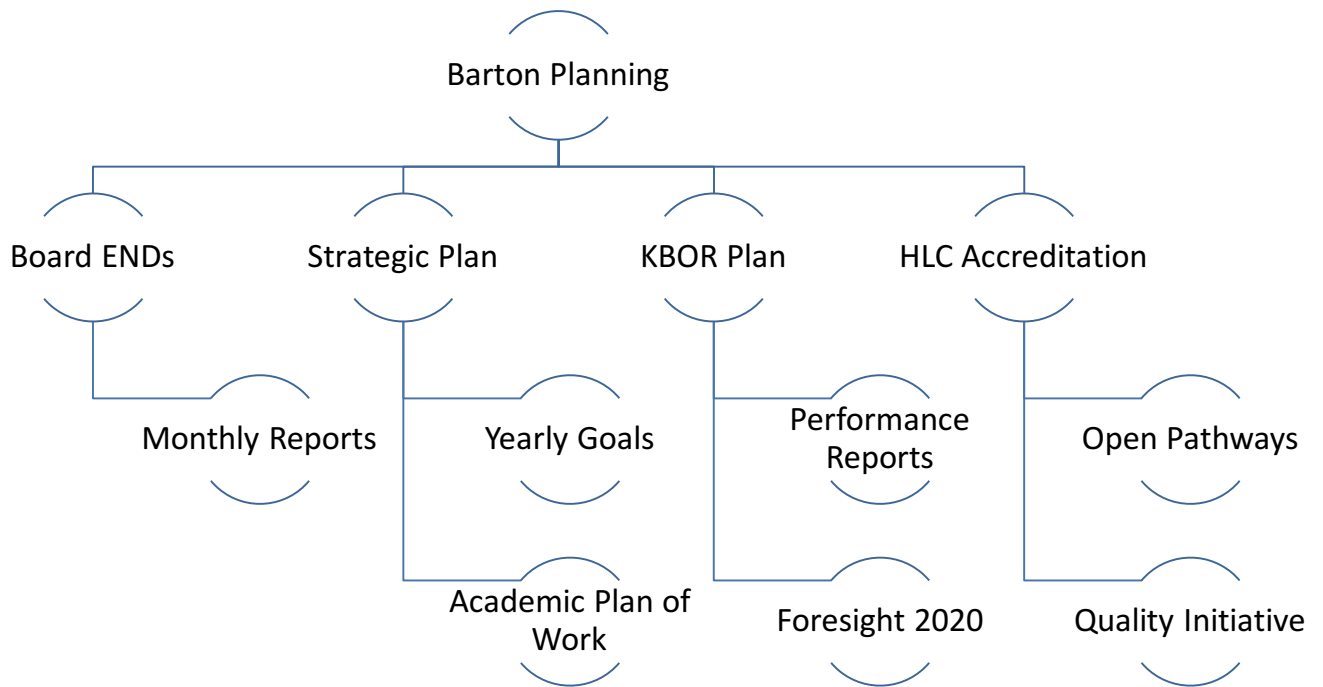 Barton Planning
Board ENDs
Strategic Plan
KBOR Plan
HLC Accreditation
Monthly Reports
Yearly Goals
Performance
Reports
Open Pathways
Academic Plan of
Work
Foresight 2020
Quality Initiative